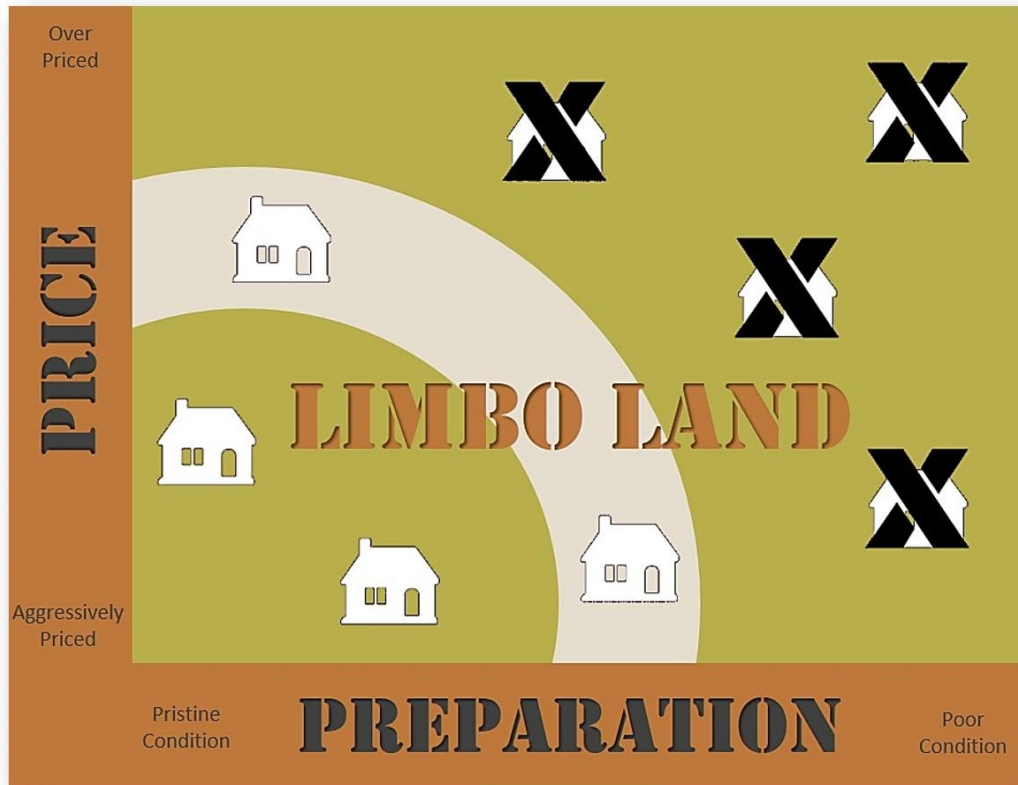 Over
Priced
PRICE
LIMBO LAND
Aggressively
Priced
Pristine
Condition
PREPARATION
Poor
Condition